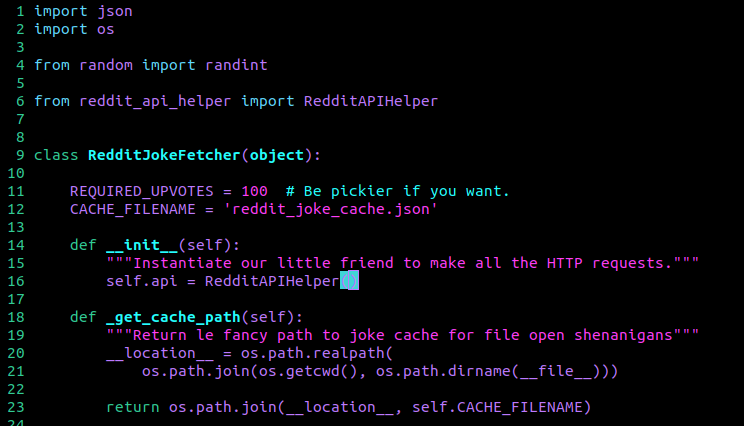 1 import json
2 import os
3
4 from random import randint
5
6 from reddit_api_helper import RedditAPIHelper
7
8
9 class RedditJokeFetcher(object):
10
11     REQUIRED_UPVOTES = 100  # Be pickier if you want.
12     CACHE_FILENAME = 'reddit_joke_cache.json'
13
14     def __init__(self):
15         """Instantiate our little friend to make all the HTTP requests."""
16         self.api = RedditAPIHelper()
17
18     def _get_cache_path(self):
19         """Return le fancy path to joke cache for file open shenanigans"""
20         __location__ = os.path.realpath(
21             os.path.join(os.getcwd(), os.path.dirname(__file__)))
22
23         return os.path.join(__location__, self.CACHE_FILENAME)
24